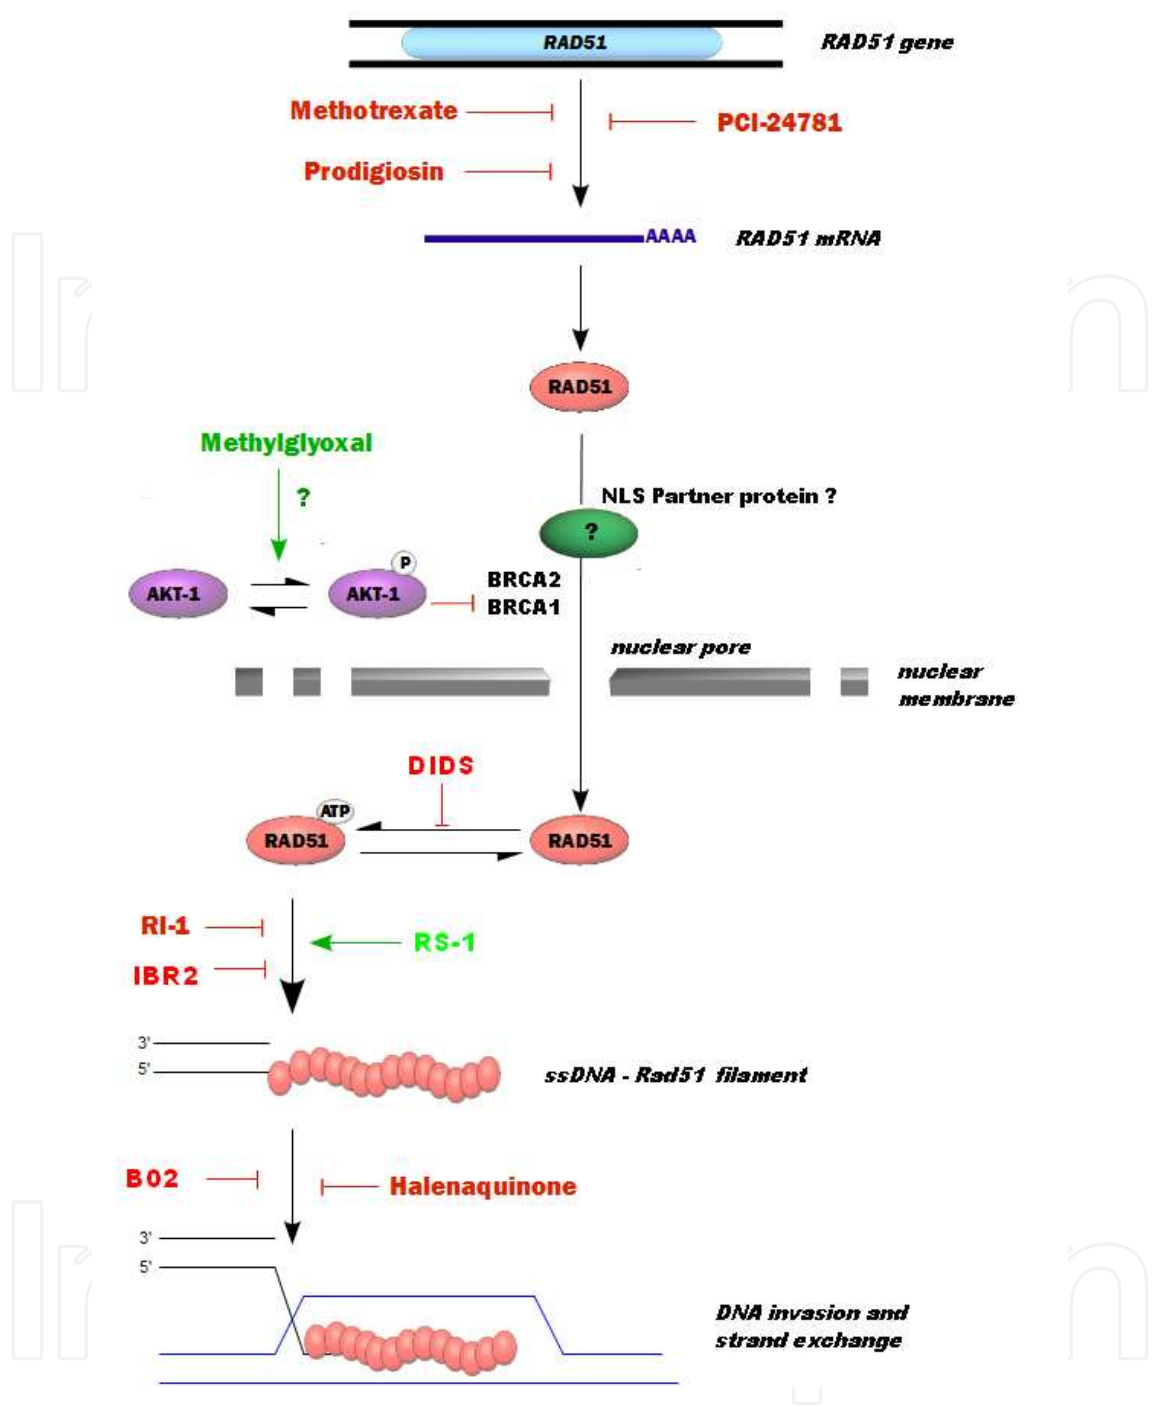 RAD51
RAD51 gene
Methotrexate
PCI-24781
Prodigiosin
AAAA
RAD51 mRNA
RAD51
Methylglyoxal
?
NLS Partner protein ?
?
P
AKT-1
AKT-1
BRCA2
BRCA1
nuclear pore
nuclear
membrane
DIDS
ATP
RAD51
RAD51
RI-1
RS-1
IBR2
3'
5'
ssDNA - Rad51 filament
B02
Halenaquinone
3'
5'
DNA invasion and
strand exchange